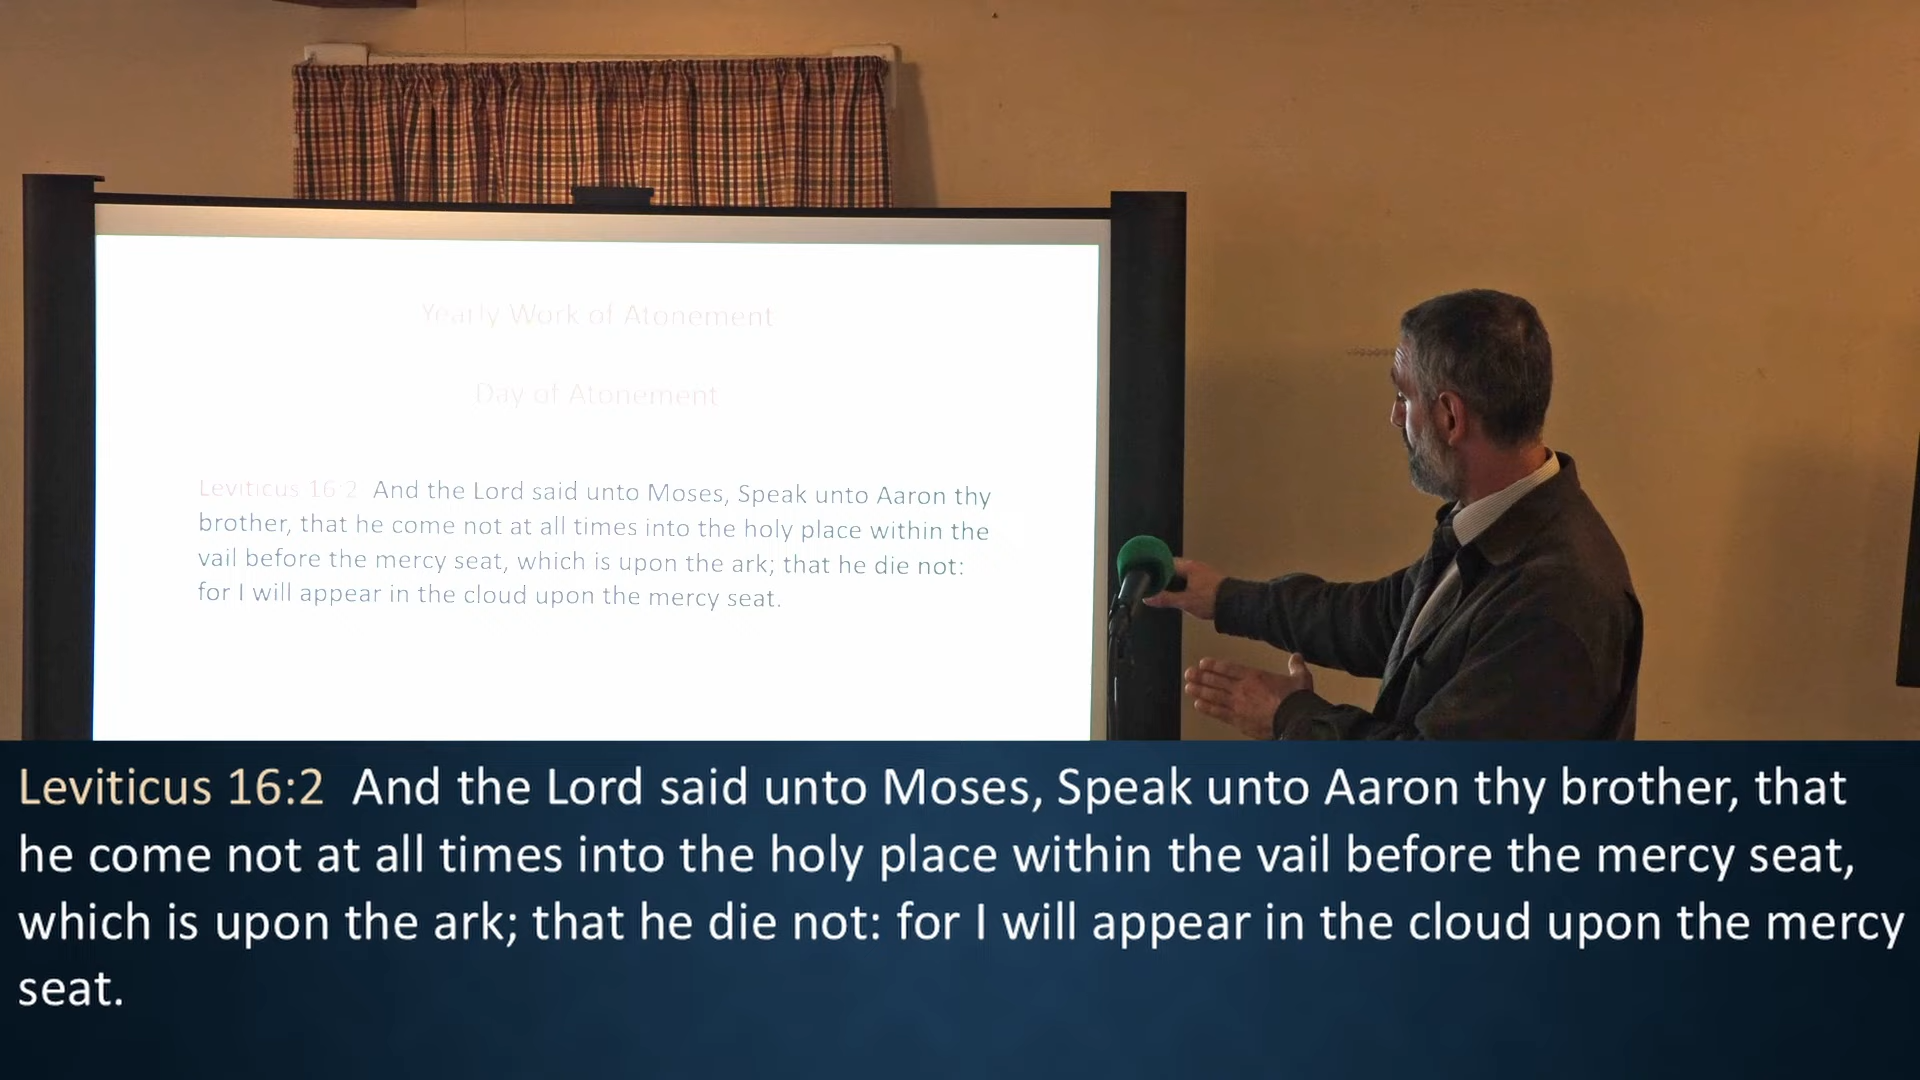 Yearly Work of Atonement
Day of Atonement
Leviticus 16:2 And the Lord said unto Moses, Speak unto Aaron thy
brother, that he come not at all times into the holy place within the
vail before the mercy seat, which is upon the ark; that he die not:
for I will appear in the cloud upon the mercy seat.
Leviticus 16:2 And the Lord said unto Moses, Speak unto Aaron thy brother, that
he come not at all times into the holy place within the vail before the mercy seat,
which is upon the ark; that he die not: for I will appear in the cloud upon the mercy
seat.